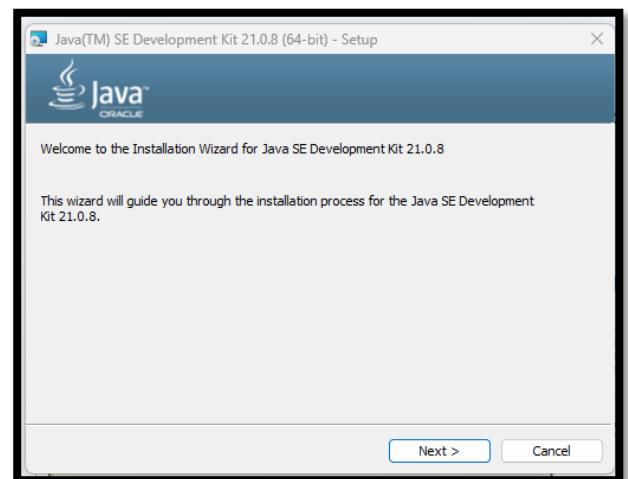 Java(TM) SE Development Kit 21.0.8 (64-bit) - Setup
Java™
ORACLE
Welcome to the Installation Wizard for Java SE Development Kit 21.0.8
This wizard will guide you through the installation process for the Java SE Development
Kit 21.0.8.
Next >
Cancel